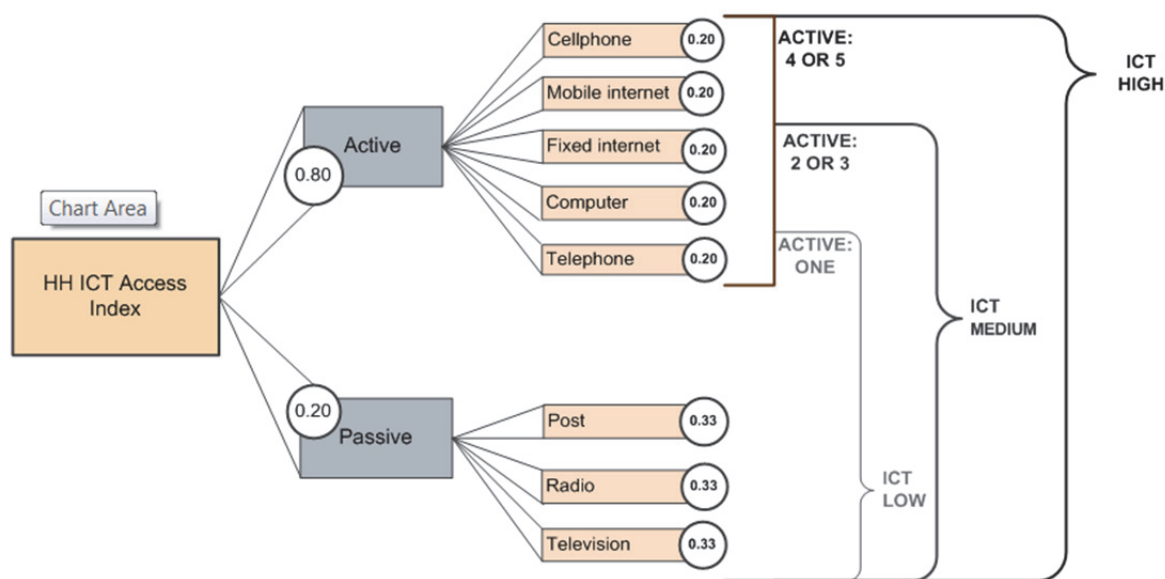 Chart Area
HH ICT Access
Index
Active
0.80
Passive
0.20
Cellphone 0.20
Mobile internet 0.20
Fixed internet 0.20
Computer 0.20
Telephone 0.20
Post 0.33
Radio 0.33
Television 0.33
ACTIVE:
4 OR 5
ACTIVE:
2 OR 3
ACTIVE:
ONE
ICT
HIGH
ICT
MEDIUM
ICT
LOW